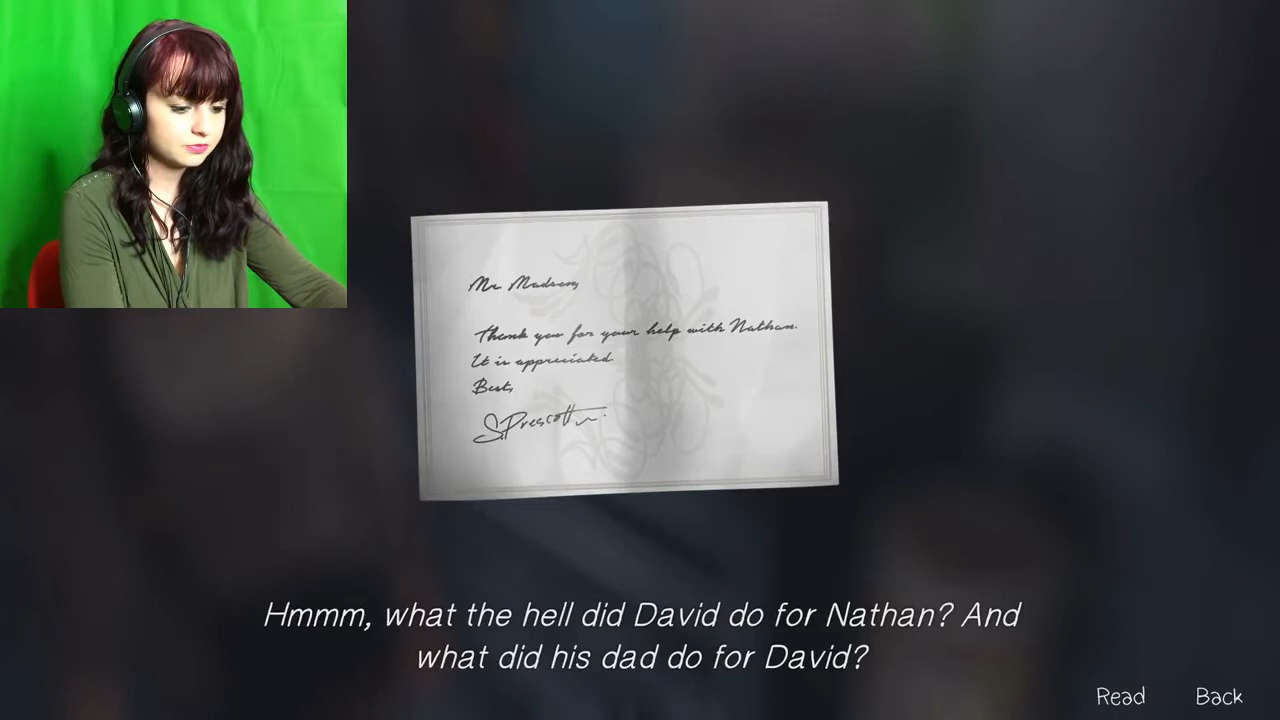 Mr. Madsen,
Thank you for your help with Nathan.
It is appreciated.
Best,
S. Prescott
Hmmm, what the hell did David do for Nathan? And
what did his dad do for David?
Read Back